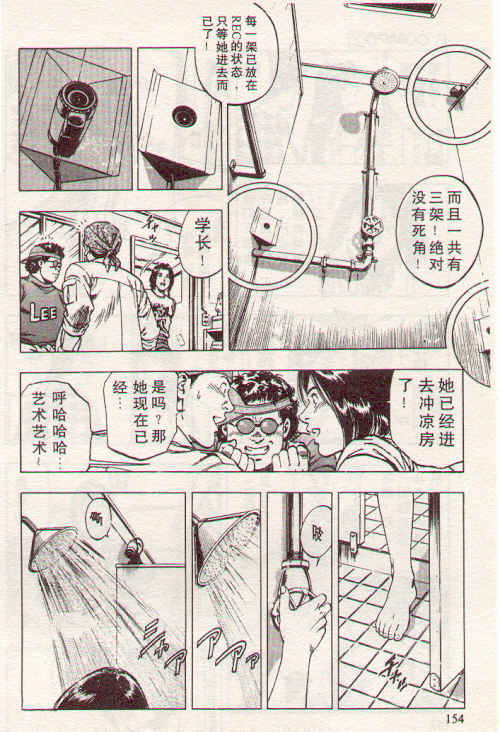 每一架已放在
REC的状态，
只等她进去而
已了！
而且一共有
三架！绝对
没有死角！
学长！
LEE
她已经进
去冲凉房
了！
是吗？那
她现在已
经…
呼哈哈哈…
艺术艺术~
154